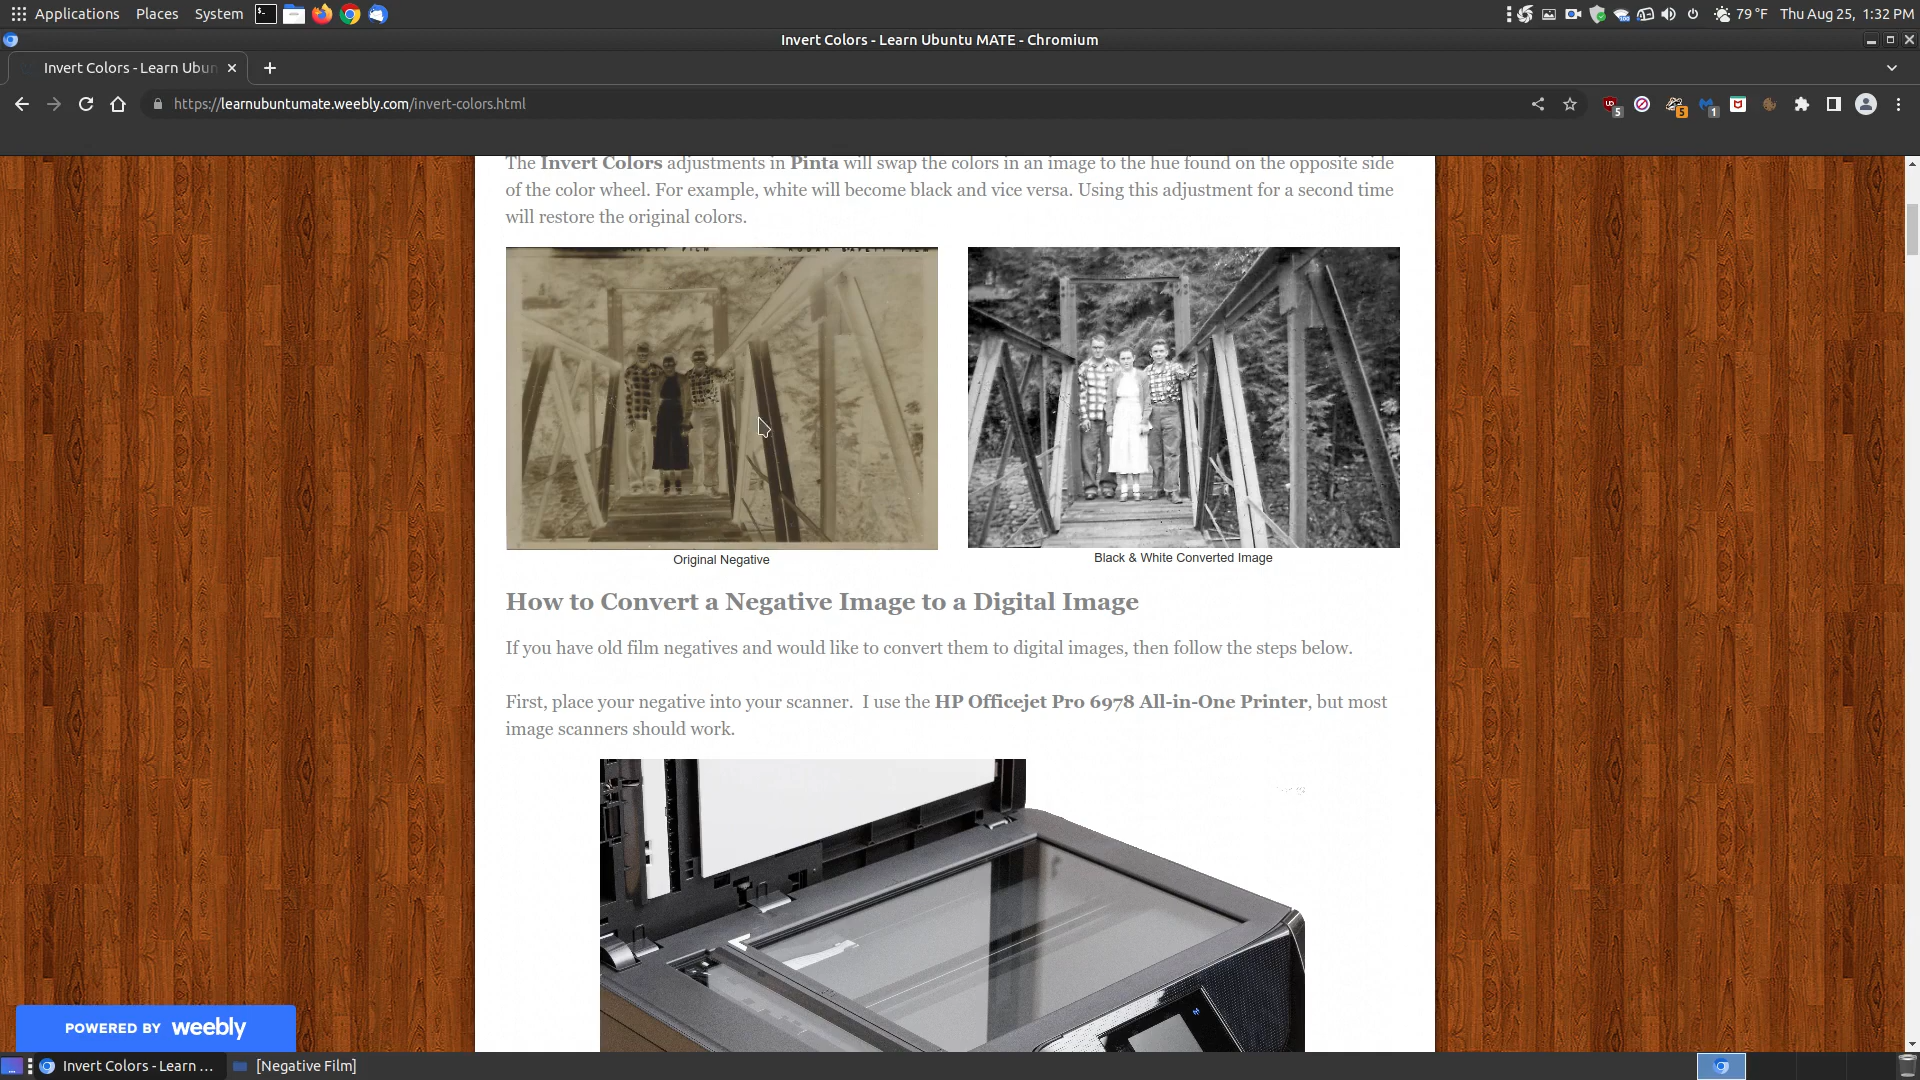 Applications Places System 79 °F Thu Aug 25, 1:32 PM
Invert Colors - Learn Ubuntu MATE - Chromium
Invert Colors - Learn Ubun
https://learnubuntumate.weebly.com/invert-colors.html
5 5 1
The Invert Colors adjustments in Pinta will swap the colors in an image to the hue found on the opposite side
of the color wheel. For example, white will become black and vice versa. Using this adjustment for a second time
will restore the original colors.
Original Negative
Black & White Converted Image
How to Convert a Negative Image to a Digital Image
If you have old film negatives and would like to convert them to digital images, then follow the steps below.
First, place your negative into your scanner.  I use the HP Officejet Pro 6978 All-in-One Printer, but most
image scanners should work.
POWERED BY weebly
Invert Colors - Learn ... [Negative Film]